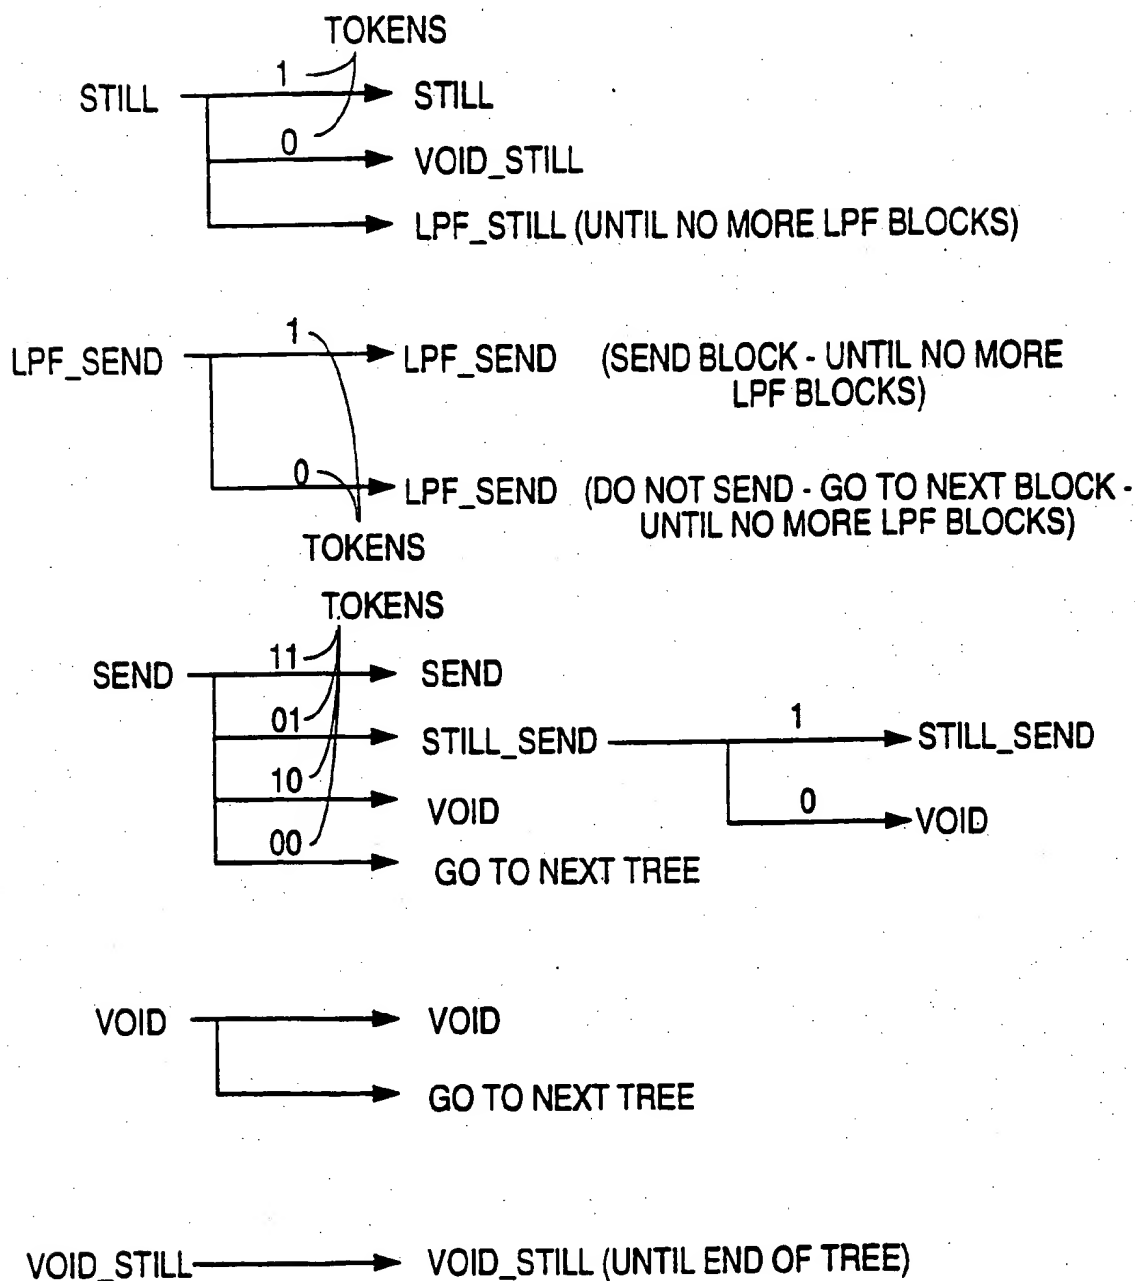 TOKENS
STILL 1 STILL
0 VOID_STILL
LPF_STILL (UNTIL NO MORE LPF BLOCKS)
LPF_SEND 1 LPF_SEND (SEND BLOCK - UNTIL NO MORE
LPF BLOCKS)
0 LPF_SEND (DO NOT SEND - GO TO NEXT BLOCK -
UNTIL NO MORE LPF BLOCKS)
TOKENS
TOKENS
SEND 11 SEND
01 STILL_SEND 1 STILL_SEND
10 VOID 0 VOID
00 GO TO NEXT TREE
VOID VOID
GO TO NEXT TREE
VOID_STILL VOID_STILL (UNTIL END OF TREE)